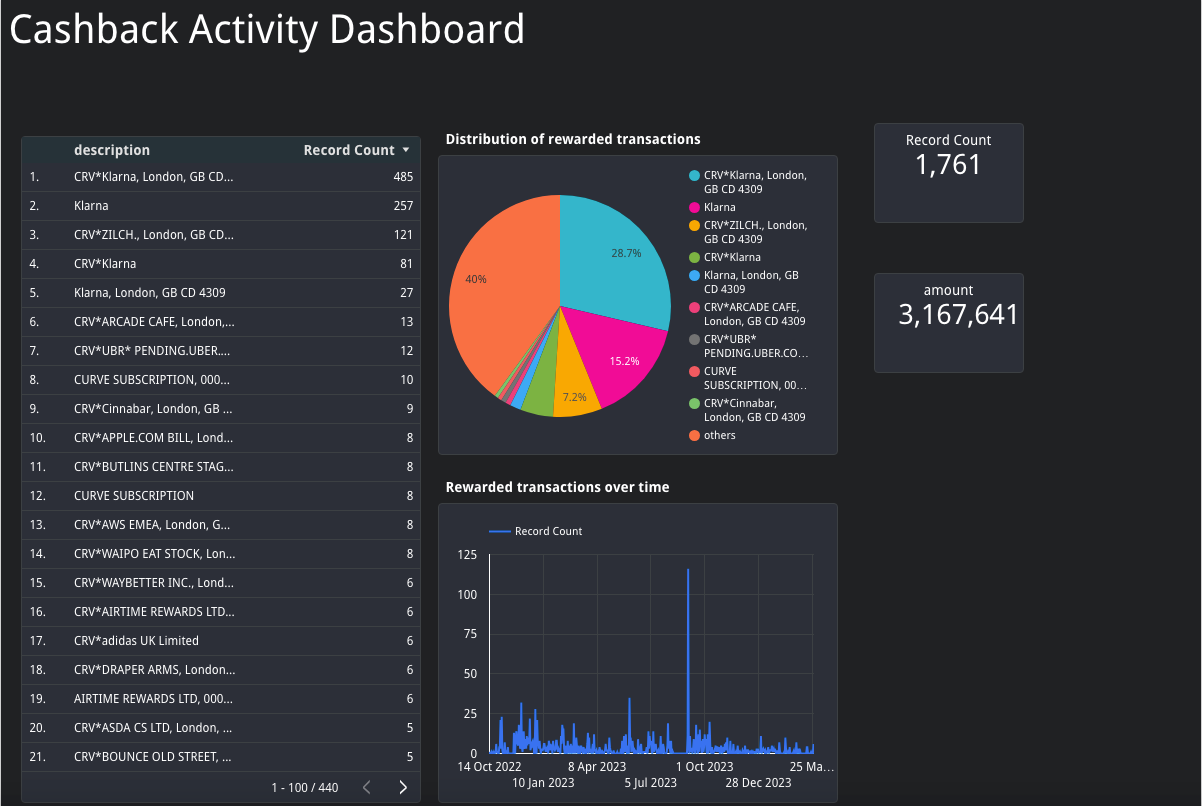 Cashback Activity Dashboard
description Record Count
1. CRV*Klarna, London, GB CD... 485
2. Klarna 257
3. CRV*ZILCH., London, GB CD... 121
4. CRV*Klarna 81
5. Klarna, London, GB CD 4309 27
6. CRV*ARCADE CAFE, London,... 13
7. CRV*UBR* PENDING.UBER.... 12
8. CURVE SUBSCRIPTION, 000... 10
9. CRV*Cinnabar, London, GB ... 9
10. CRV*APPLE.COM BILL, Lond... 8
11. CRV*BUTLINS CENTRE STAG... 8
12. CURVE SUBSCRIPTION 8
13. CRV*AWS EMEA, London, G... 8
14. CRV*WAIPO EAT STOCK, Lon... 8
15. CRV*WAYBETTER INC., Lond... 6
16. CRV*AIRTIME REWARDS LTD... 6
17. CRV*adidas UK Limited 6
18. CRV*DRAPER ARMS, London... 6
19. AIRTIME REWARDS LTD, 000... 6
20. CRV*ASDA CS LTD, London, ... 5
21. CRV*BOUNCE OLD STREET, ... 5
1 - 100 / 440
Distribution of rewarded transactions
28.7%
15.2%
7.2%
40%
CRV*Klarna, London,
GB CD 4309
Klarna
CRV*ZILCH., London,
GB CD 4309
CRV*Klarna
Klarna, London, GB
CD 4309
CRV*ARCADE CAFE,
London, GB CD 4309
CRV*UBR*
PENDING.UBER.CO...
CURVE
SUBSCRIPTION, 00...
CRV*Cinnabar,
London, GB CD 4309
others
Rewarded transactions over time
Record Count
125
100
75
50
25
0
14 Oct 2022 8 Apr 2023 1 Oct 2023 25 Ma...
10 Jan 2023 5 Jul 2023 28 Dec 2023
Record Count
1,761
amount
3,167,641